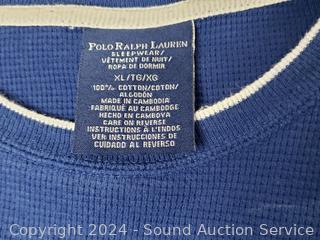 Polo Ralph Lauren
SLEEPWEAR/
VÊTEMENT DE NUIT/
ROPA DE DORMIR
XL/TG/XG
100% COTTON/COTON/
ALGODÓN
MADE IN CAMBODIA
FABRIQUÉ AU CAMBODGE
HECHO EN CAMBOYA
CARE ON REVERSE
INSTRUCTIONS À L'ENDOS
VER INSTRUCCIONES DE
CUIDADO AL REVERSO
Copyright © 2024 - Sound Auction Service